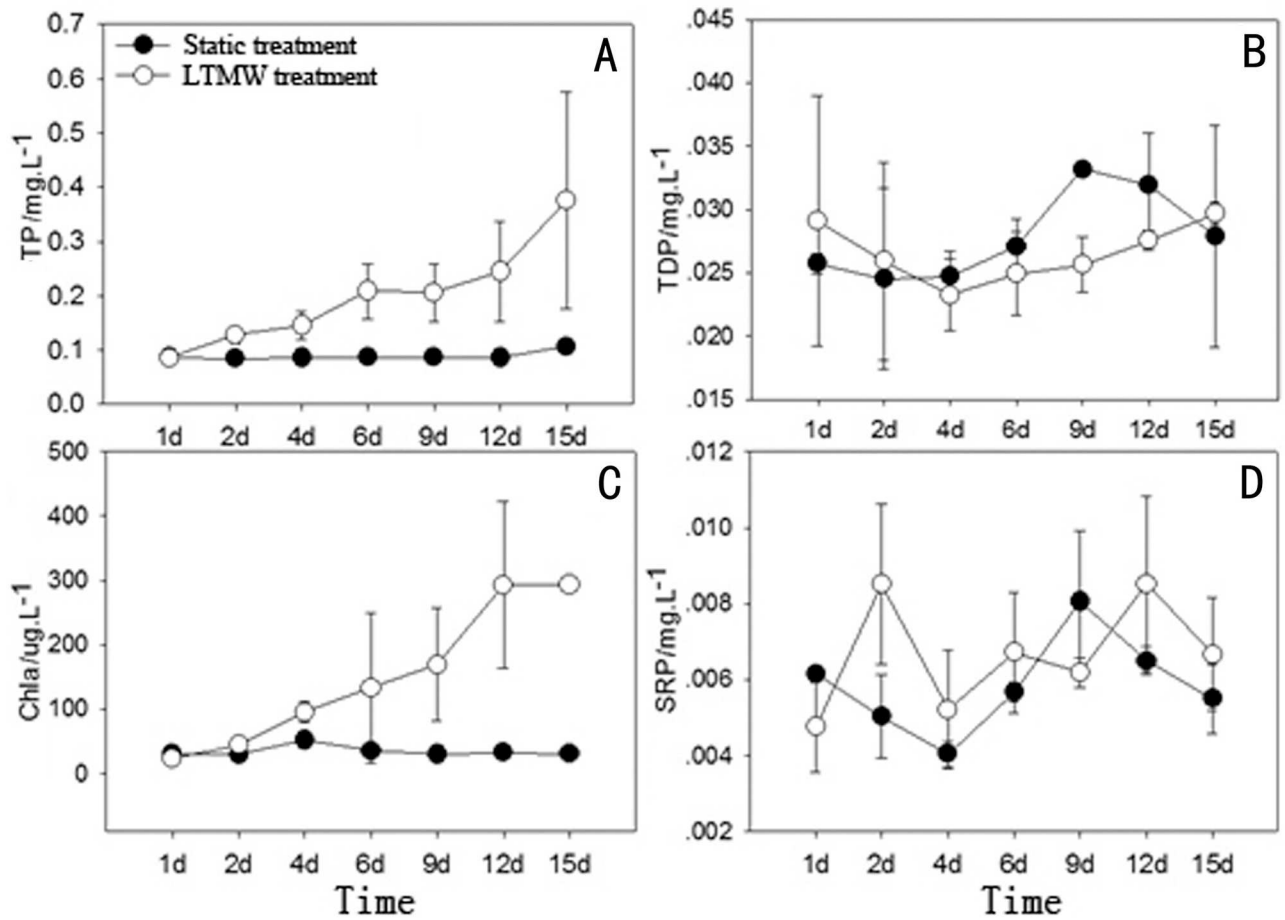 0.7
0.6
0.5
0.4
0.3
0.2
0.1
0.0
TP/mg.L-1
Static treatment
LTMW treatment
A
1d 2d 4d 6d 9d 12d 15d
.045
.040
.035
.030
.025
.020
.015
TDP/mg.L-1
B
1d 2d 4d 6d 9d 12d 15d
500
400
300
200
100
0
Chla/ug.L-1
C
1d 2d 4d 6d 9d 12d 15d
Time
.012
.010
.008
.006
.004
.002
SRP/mg.L-1
D
1d 2d 4d 6d 9d 12d 15d
Time